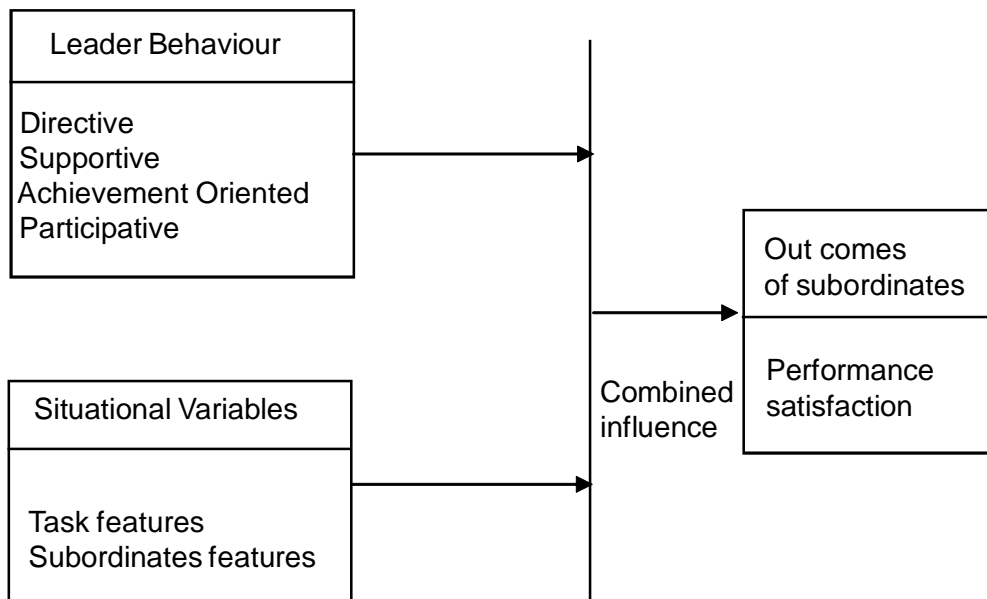 Leader Behaviour
Directive
Supportive
Achievement Oriented
Participative
Situational Variables
Task features
Subordinates features
Combined
influence
Out comes
of subordinates
Performance
satisfaction